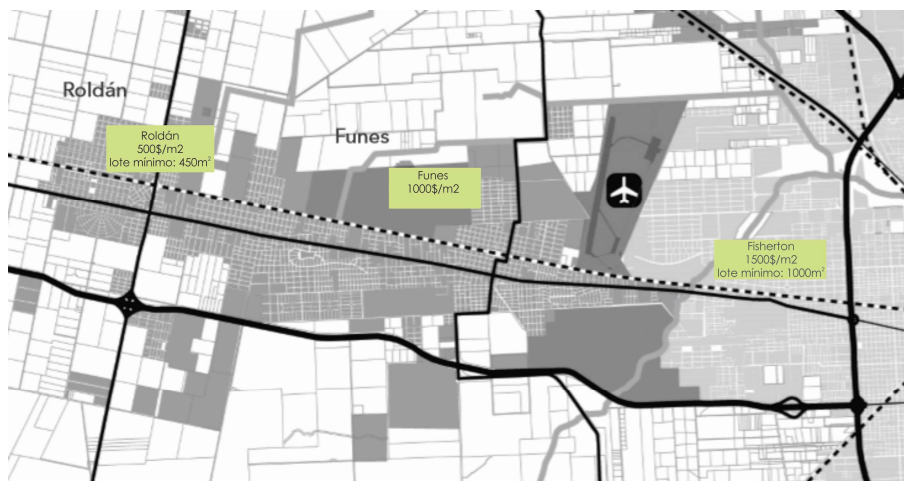 Roldán
Roldán
500$/m2
lote mínimo: 450m²
Funes
Funes
1000$/m2
Fisherton
1500$/m2
lote mínimo: 1000m²